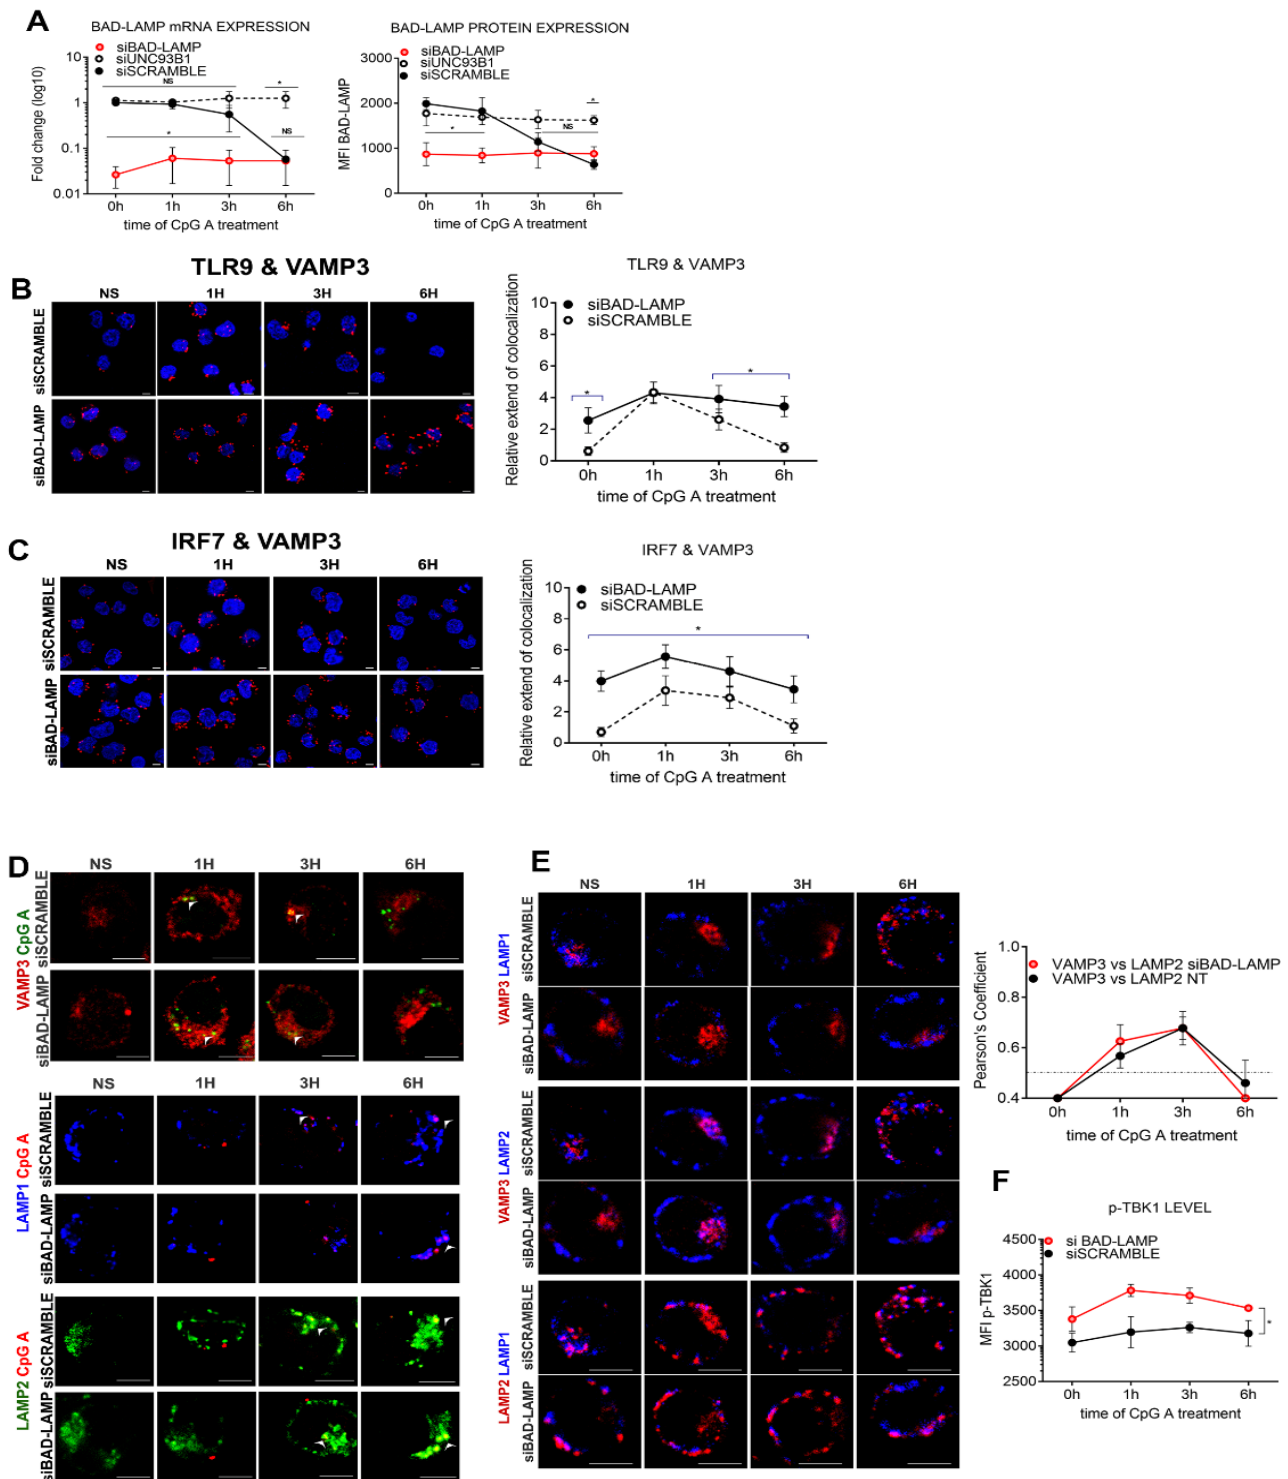 A
BAD-LAMP mRNA EXPRESSION
siBAD-LAMP
siUNC93B1
siSCRAMBLE
Fold change (log10)
10
1
0.1
0.01
NS
*
*
NS
0h 1h 3h 6h
time of CpG A treatment
BAD-LAMP PROTEIN EXPRESSION
siBAD-LAMP
siUNC93B1
siSCRAMBLE
MFI BAD-LAMP
3000
2000
1000
0
*
*
NS
0h 1h 3h 6h
time of CpG A treatment
B
TLR9 & VAMP3
NS 1H 3H 6H
siSCRAMBLE
siBAD-LAMP
TLR9 & VAMP3
siBAD-LAMP
siSCRAMBLE
Relative extend of colocalization
10
8
6
4
2
0
*
*
0h 1h 3h 6h
time of CpG A treatment
C
IRF7 & VAMP3
NS 1H 3H 6H
siSCRAMBLE
siBAD-LAMP
IRF7 & VAMP3
siBAD-LAMP
siSCRAMBLE
Relative extend of colocalization
10
8
6
4
2
0
*
0h 1h 3h 6h
time of CpG A treatment
D
NS 1H 3H 6H
VAMP3 CpG A
siSCRAMBLE
siBAD-LAMP
NS 1H 3H 6H
LAMP1 CpG A
siSCRAMBLE
siBAD-LAMP
LAMP2 CpG A
siSCRAMBLE
siBAD-LAMP
E
NS 1H 3H 6H
VAMP3 LAMP1
siSCRAMBLE
siBAD-LAMP
VAMP3 LAMP2
siSCRAMBLE
siBAD-LAMP
LAMP2 LAMP1
siSCRAMBLE
siBAD-LAMP
VAMP3 vs LAMP2 siBAD-LAMP
VAMP3 vs LAMP2 NT
Pearson's Coefficient
1.0
0.8
0.6
0.4
0h 1h 3h 6h
time of CpG A treatment
F
p-TBK1 LEVEL
si BAD-LAMP
siSCRAMBLE
MFI p-TBK1
4500
4000
3500
3000
2500
*
0h 1h 3h 6h
time of CpG A treatment